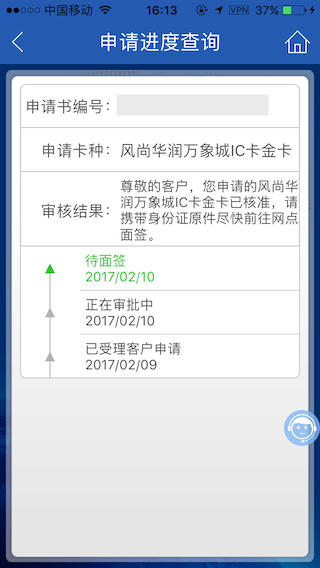 中国移动 16:13 VPN 37%
申请进度查询
申请书编号：
申请卡种： 风尚华润万象城IC卡金卡
审核结果： 尊敬的客户，您申请的风尚华
润万象城IC卡金卡已核准，请
携带身份证原件尽快前往网点
面签。
待面签
2017/02/10
正在审批中
2017/02/10
已受理客户申请
2017/02/09